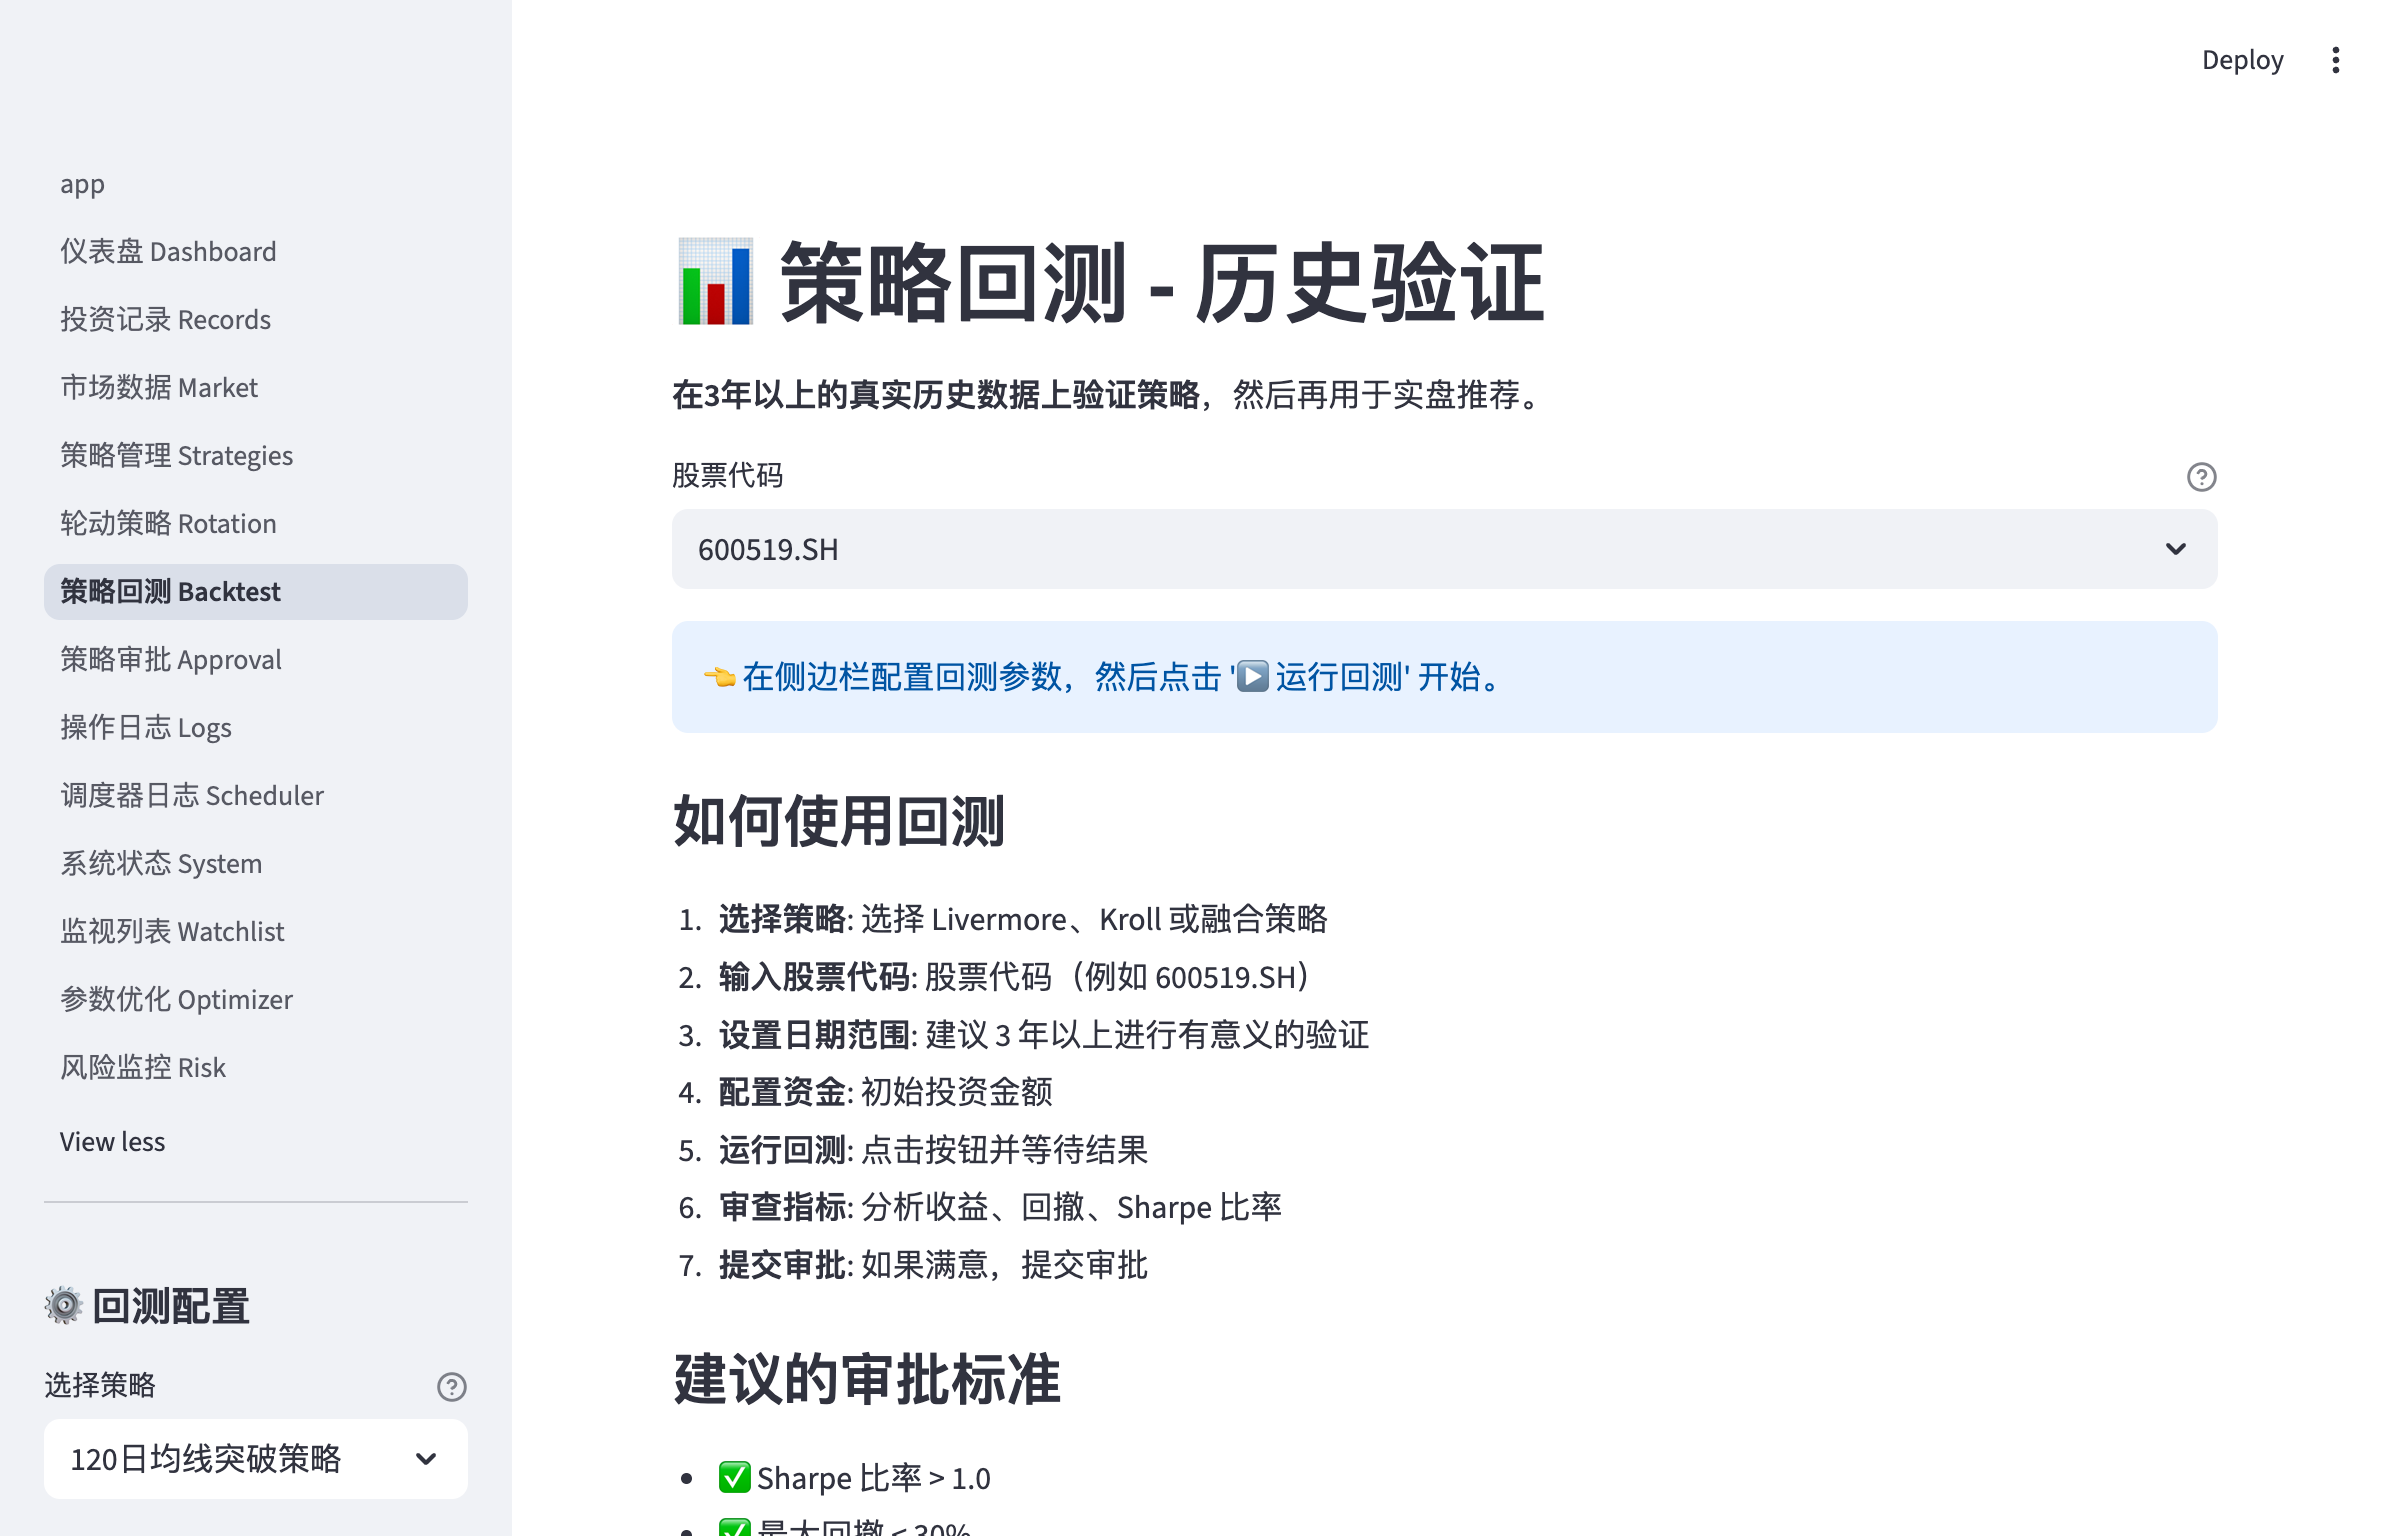 Deploy
app
仪表盘 Dashboard
投资记录 Records
市场数据 Market
策略管理 Strategies
轮动策略 Rotation
策略回测 Backtest
策略审批 Approval
操作日志 Logs
调度器日志 Scheduler
系统状态 System
监视列表 Watchlist
参数优化 Optimizer
风险监控 Risk
View less
回测配置
选择策略
120日均线突破策略
策略回测 - 历史验证
在3年以上的真实历史数据上验证策略，然后再用于实盘推荐。
股票代码
600519.SH
👈 在侧边栏配置回测参数，然后点击 '▶️ 运行回测' 开始。
如何使用回测
1. 选择策略: 选择 Livermore、Kroll 或融合策略
2. 输入股票代码: 股票代码（例如 600519.SH）
3. 设置日期范围: 建议 3 年以上进行有意义的验证
4. 配置资金: 初始投资金额
5. 运行回测: 点击按钮并等待结果
6. 审查指标: 分析收益、回撤、Sharpe 比率
7. 提交审批: 如果满意，提交审批
建议的审批标准
✅ Sharpe 比率 > 1.0
✅ 最大回撤 < 30%